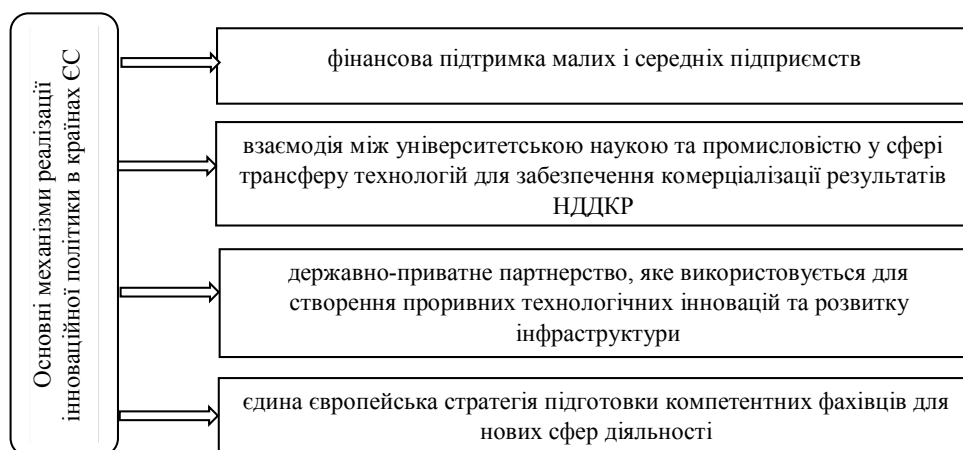 Основні механізми реалізації
інноваційної політики в країнах ЄС
фінансова підтримка малих і середніх підприємств
взаємодія між університетською наукою та промисловістю у сфері
трансферу технологій для забезпечення комерціалізації результатів
НДДКР
державно-приватне партнерство, яке використовується для
створення проривних технологічних інновацій та розвитку
інфраструктури
єдина європейська стратегія підготовки компетентних фахівців для
нових сфер діяльності